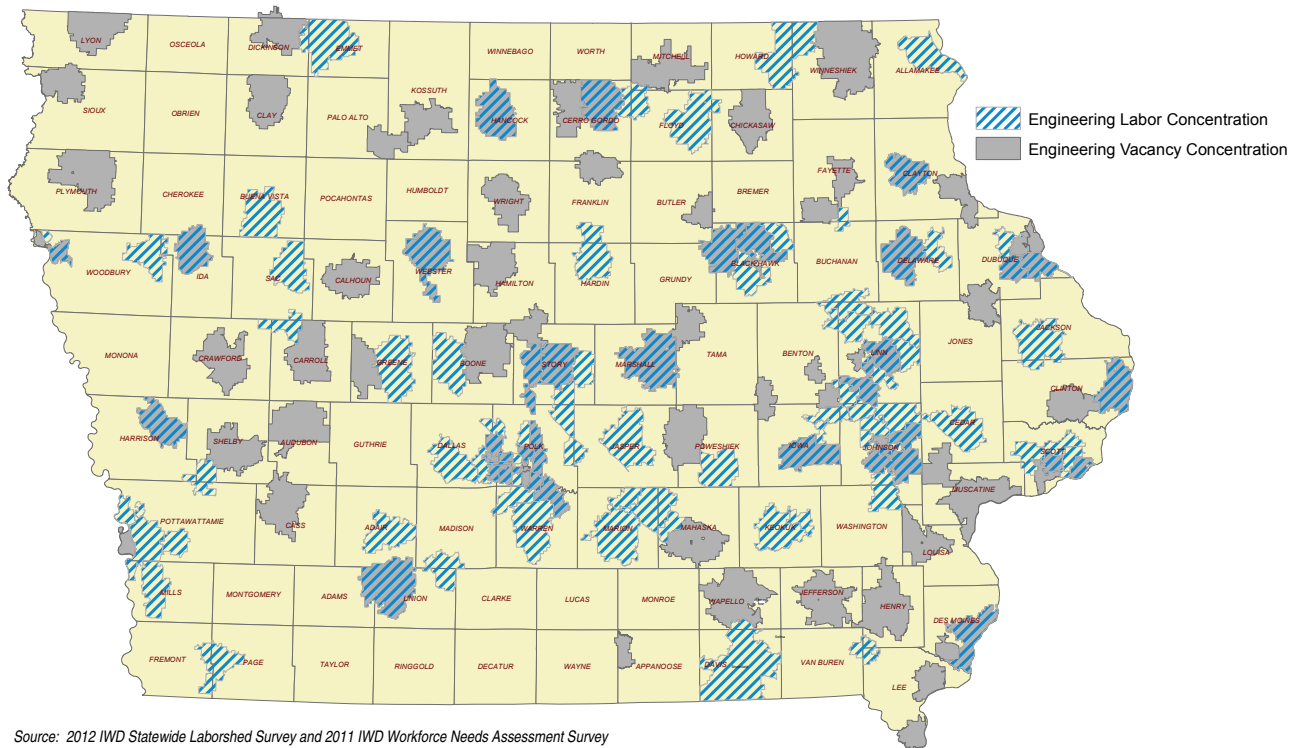 LYON
OSCEOLA
DICKINSON
EMMET
WINNEBAGO
WORTH
MITCHELL
HOWARD
WINNESHIEK
ALLAMAKEE
SIOUX
OBRIEN
CLAY
PALO ALTO
KOSSUTH
HANCOCK
CERRO GORDO
FLOYD
CHICKASAW
Engineering Labor Concentration
Engineering Vacancy Concentration
PLYMOUTH
CHEROKEE
BUENA VISTA
POCAHONTAS
HUMBOLDT
WRIGHT
FRANKLIN
BUTLER
BREMER
FAYETTE
CLAYTON
WOODBURY
IDA
SAC
CALHOUN
WEBSTER
HAMILTON
HARDIN
GRUNDY
BLACK HAWK
BUCHANAN
DELAWARE
DUBUQUE
MONONA
CRAWFORD
CARROLL
GREENE
BOONE
STORY
MARSHALL
TAMA
BENTON
LINN
JONES
JACKSON
CLINTON
HARRISON
SHELBY
AUDUBON
GUTHRIE
DALLAS
POLK
JASPER
POWESHIEK
IOWA
JOHNSON
CEDAR
SCOTT
MUSCATINE
POTTAWATTAMIE
CASS
ADAIR
MADISON
WARREN
MARION
MAHASKA
KEOKUK
WASHINGTON
LOUISA
MILLS
MONTGOMERY
ADAMS
UNION
CLARKE
LUCAS
MONROE
WAPELLO
JEFFERSON
HENRY
DES MOINES
FREMONT
PAGE
TAYLOR
RINGGOLD
DECATUR
WAYNE
APPANOOSE
DAVIS
VAN BUREN
LEE
Source: 2012 IWD Statewide Laborshed Survey and 2011 IWD Workforce Needs Assessment Survey